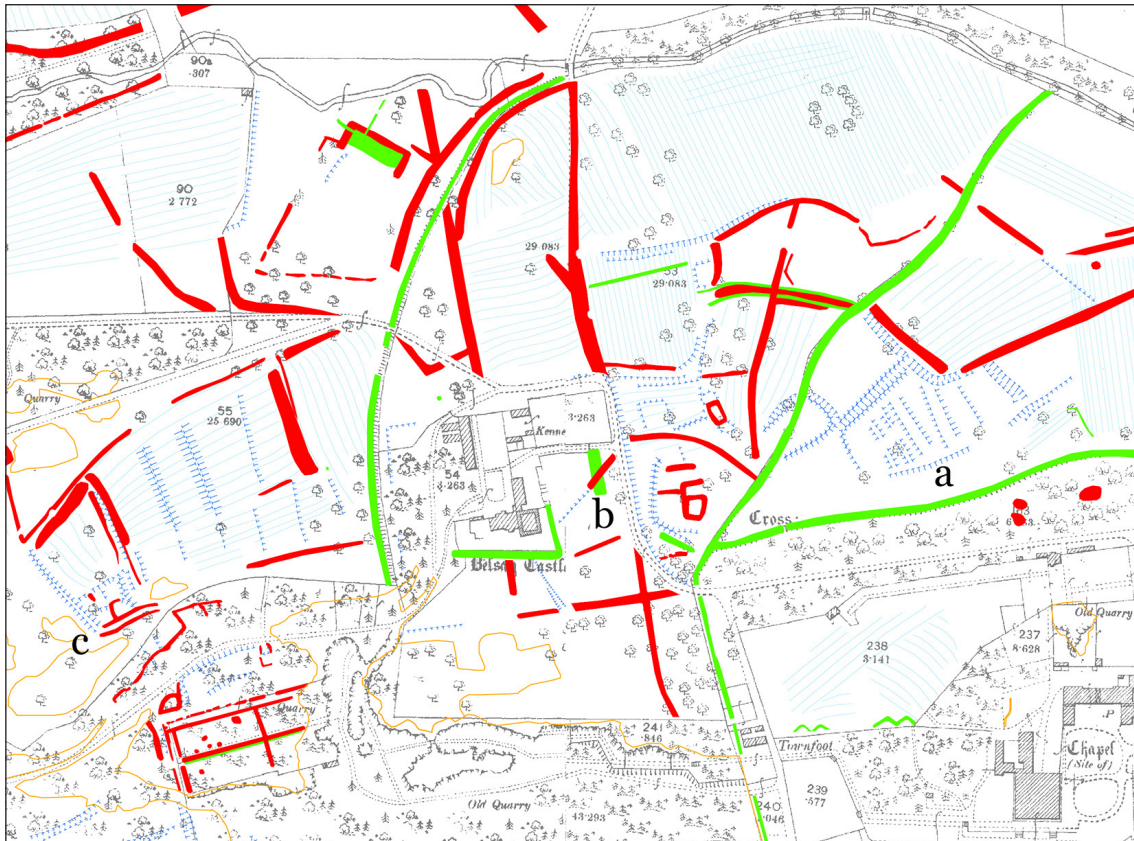 90a
·307
90
2 772
29·083
53
29·083
Quarry
55
25 690
3·263
Kenne
54
3·263
a
b
Cross
Belsay Castl
c
Old Quarry
237
8·628
238
3·141
Quarry
241
·846
Townfoot
P
Chapel
(Site of)
239
·577
Old Quarry
43·293
240